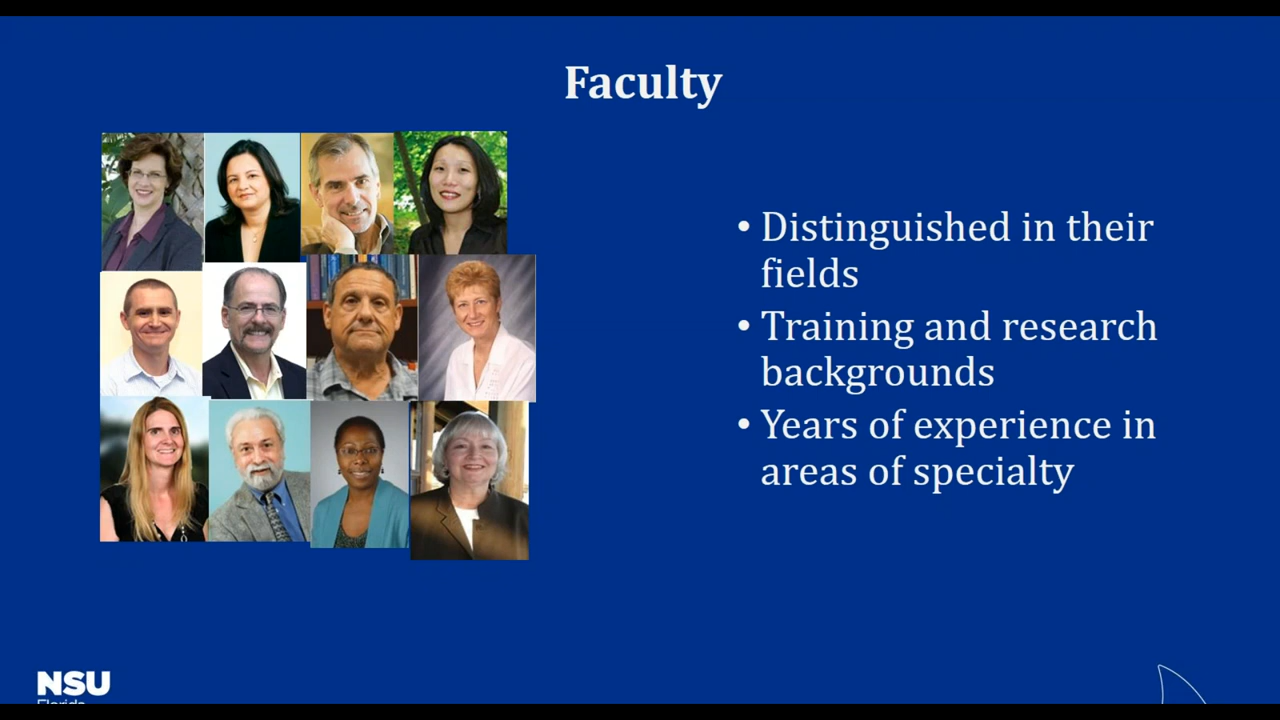 Faculty
• Distinguished in their
fields
• Training and research
backgrounds
• Years of experience in
areas of specialty
NSU
Florida